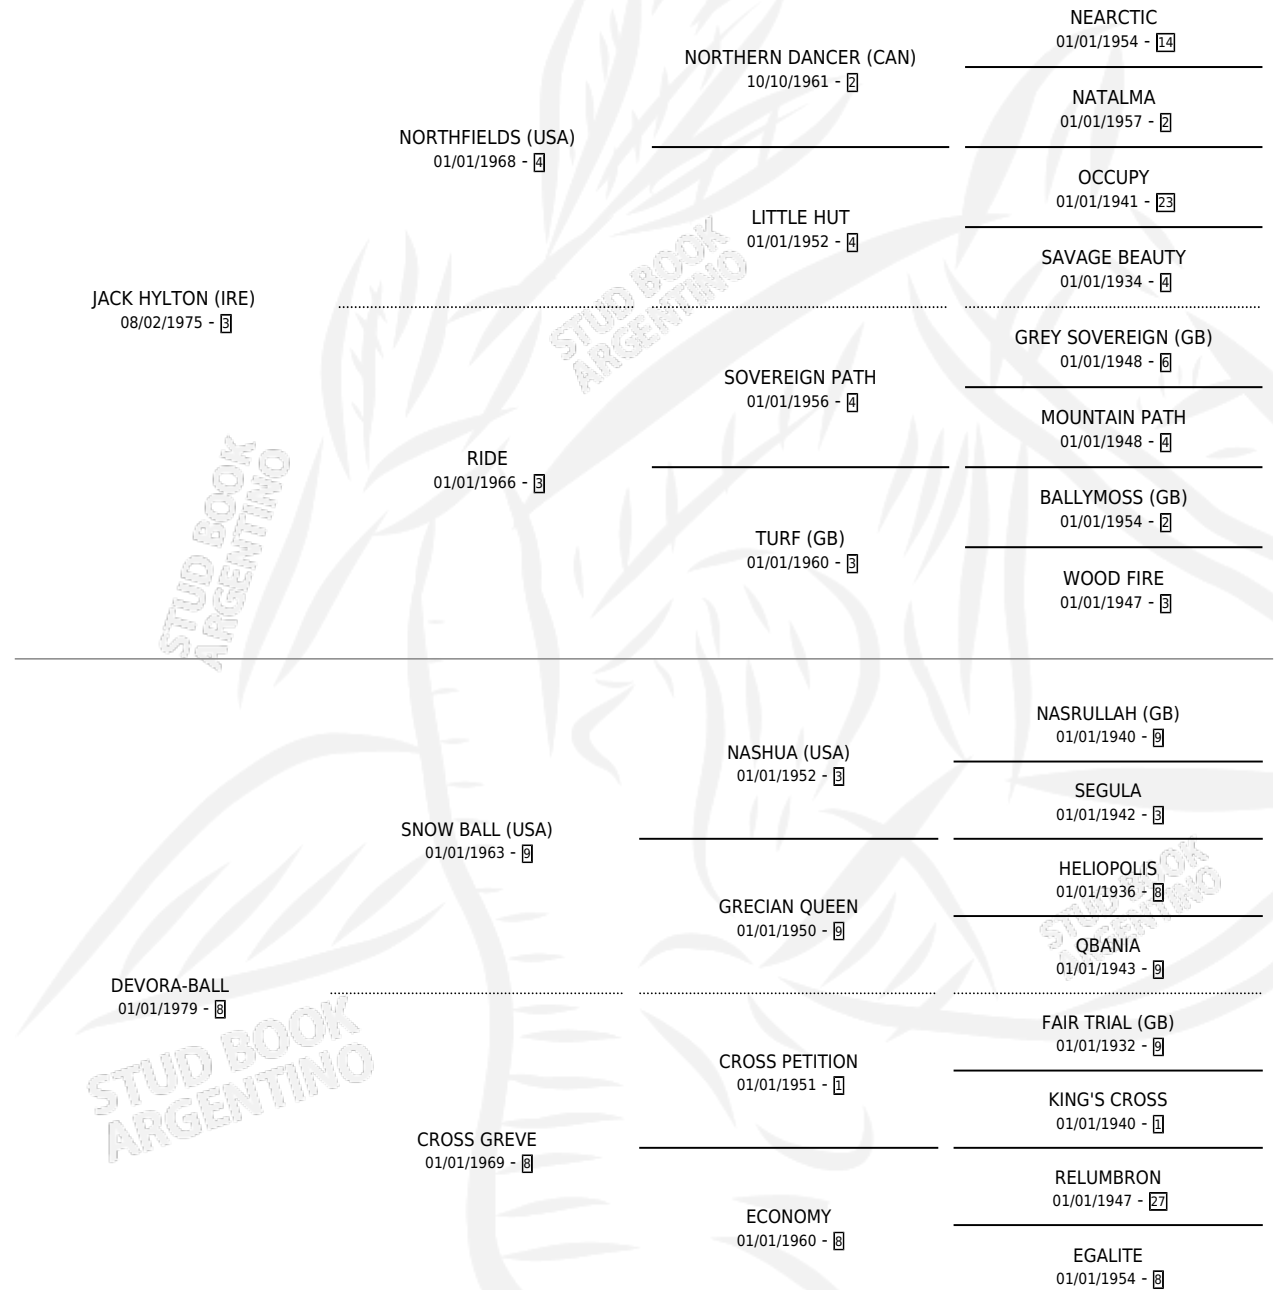 NEARCTIC
01/01/1954 - 14
NORTHERN DANCER (CAN)
10/10/1961 - 2
NATALMA
01/01/1957 - 2
NORTHFIELDS (USA)
01/01/1968 - 4
OCCUPY
01/01/1941 - 23
LITTLE HUT
01/01/1952 - 4
SAVAGE BEAUTY
01/01/1934 - 4
JACK HYLTON (IRE)
08/02/1975 - 3
STUD BOOK
ARGENTINO
GREY SOVEREIGN (GB)
01/01/1948 - 6
SOVEREIGN PATH
01/01/1956 - 4
MOUNTAIN PATH
01/01/1948 - 4
RIDE
01/01/1966 - 3
BALLYMOSS (GB)
01/01/1954 - 2
TURF (GB)
01/01/1960 - 3
WOOD FIRE
01/01/1947 - 3
STUD BOOK
ARGENTINO
NASRULLAH (GB)
01/01/1940 - 9
NASHUA (USA)
01/01/1952 - 3
SEGULA
01/01/1942 - 3
SNOW BALL (USA)
01/01/1963 - 9
HELIOPOLIS
01/01/1936 - 8
GRECIAN QUEEN
01/01/1950 - 9
QBANIA
01/01/1943 - 9
STUD BOOK
ARGENTINO
DEVORA-BALL
01/01/1979 - 8
STUD BOOK
ARGENTINO
FAIR TRIAL (GB)
01/01/1932 - 9
CROSS PETITION
01/01/1951 - 1
KING'S CROSS
01/01/1940 - 1
CROSS GREVE
01/01/1969 - 8
RELUMBRON
01/01/1947 - 27
ECONOMY
01/01/1960 - 8
EGALITE
01/01/1954 - 8